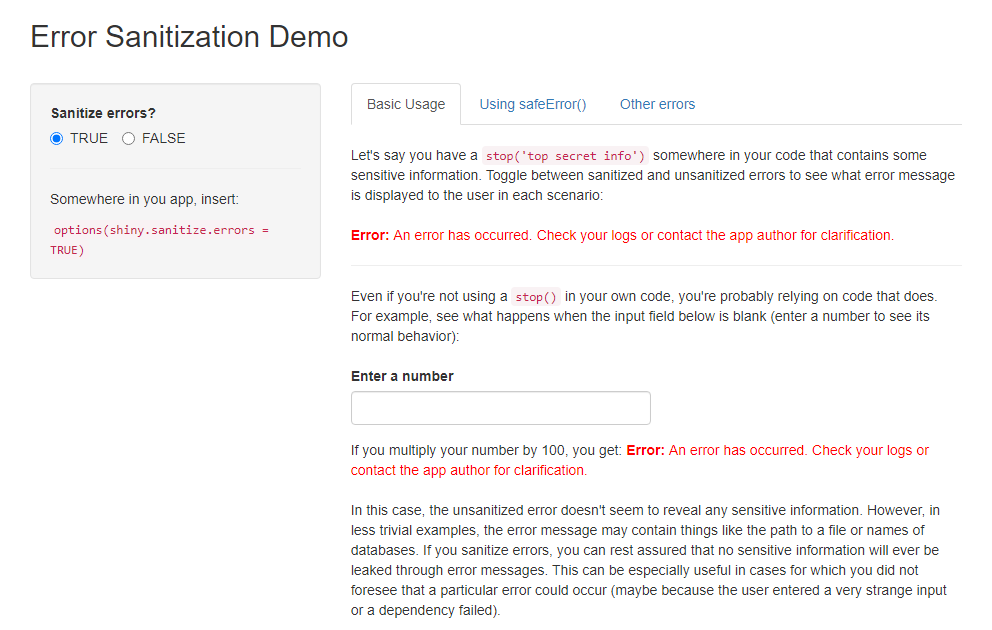 Error Sanitization Demo
Sanitize errors?
TRUE FALSE
Somewhere in you app, insert:
options(shiny.sanitize.errors =
TRUE)
Basic Usage Using safeError() Other errors
Let's say you have a stop('top secret info') somewhere in your code that contains some
sensitive information. Toggle between sanitized and unsanitized errors to see what error message
is displayed to the user in each scenario:
Error: An error has occurred. Check your logs or contact the app author for clarification.
Even if you're not using a stop() in your own code, you're probably relying on code that does.
For example, see what happens when the input field below is blank (enter a number to see its
normal behavior):
Enter a number
If you multiply your number by 100, you get: Error: An error has occurred. Check your logs or
contact the app author for clarification.
In this case, the unsanitized error doesn't seem to reveal any sensitive information. However, in
less trivial examples, the error message may contain things like the path to a file or names of
databases. If you sanitize errors, you can rest assured that no sensitive information will ever be
leaked through error messages. This can be especially useful in cases for which you did not
foresee that a particular error could occur (maybe because the user entered a very strange input
or a dependency failed).